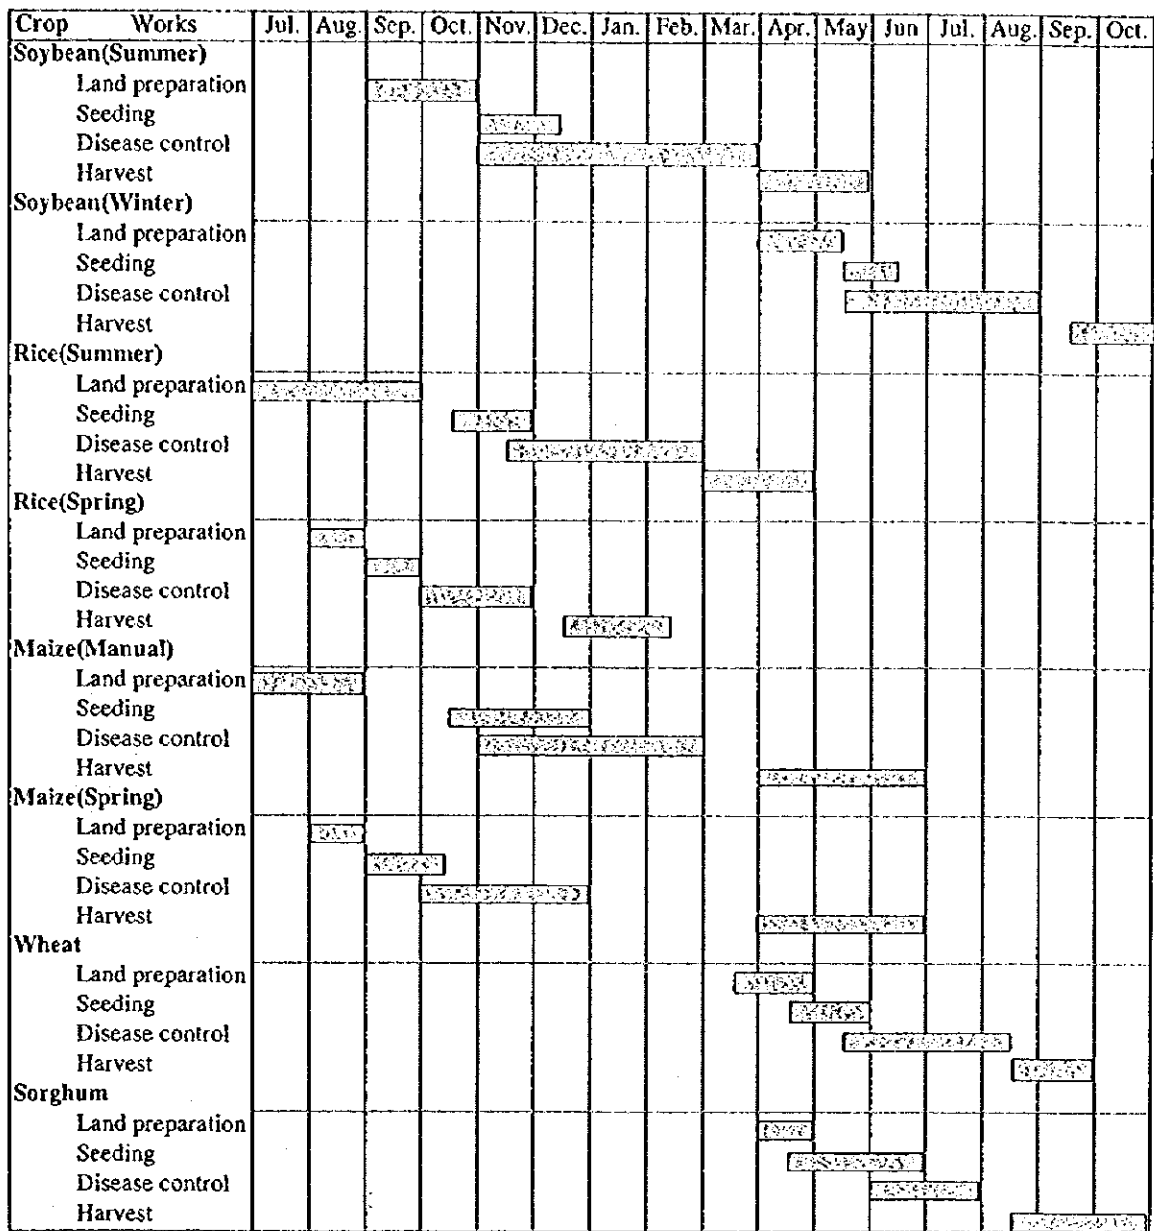 Crop Works Jul. Aug. Sep. Oct. Nov. Dec. Jan. Feb. Mar. Apr. May Jun Jul. Aug. Sep. Oct.
Soybean(Summer)
Land preparation
Seeding
Disease control
Harvest
Soybean(Winter)
Land preparation
Seeding
Disease control
Harvest
Rice(Summer)
Land preparation
Seeding
Disease control
Harvest
Rice(Spring)
Land preparation
Seeding
Disease control
Harvest
Maize(Manual)
Land preparation
Seeding
Disease control
Harvest
Maize(Spring)
Land preparation
Seeding
Disease control
Harvest
Wheat
Land preparation
Seeding
Disease control
Harvest
Sorghum
Land preparation
Seeding
Disease control
Harvest